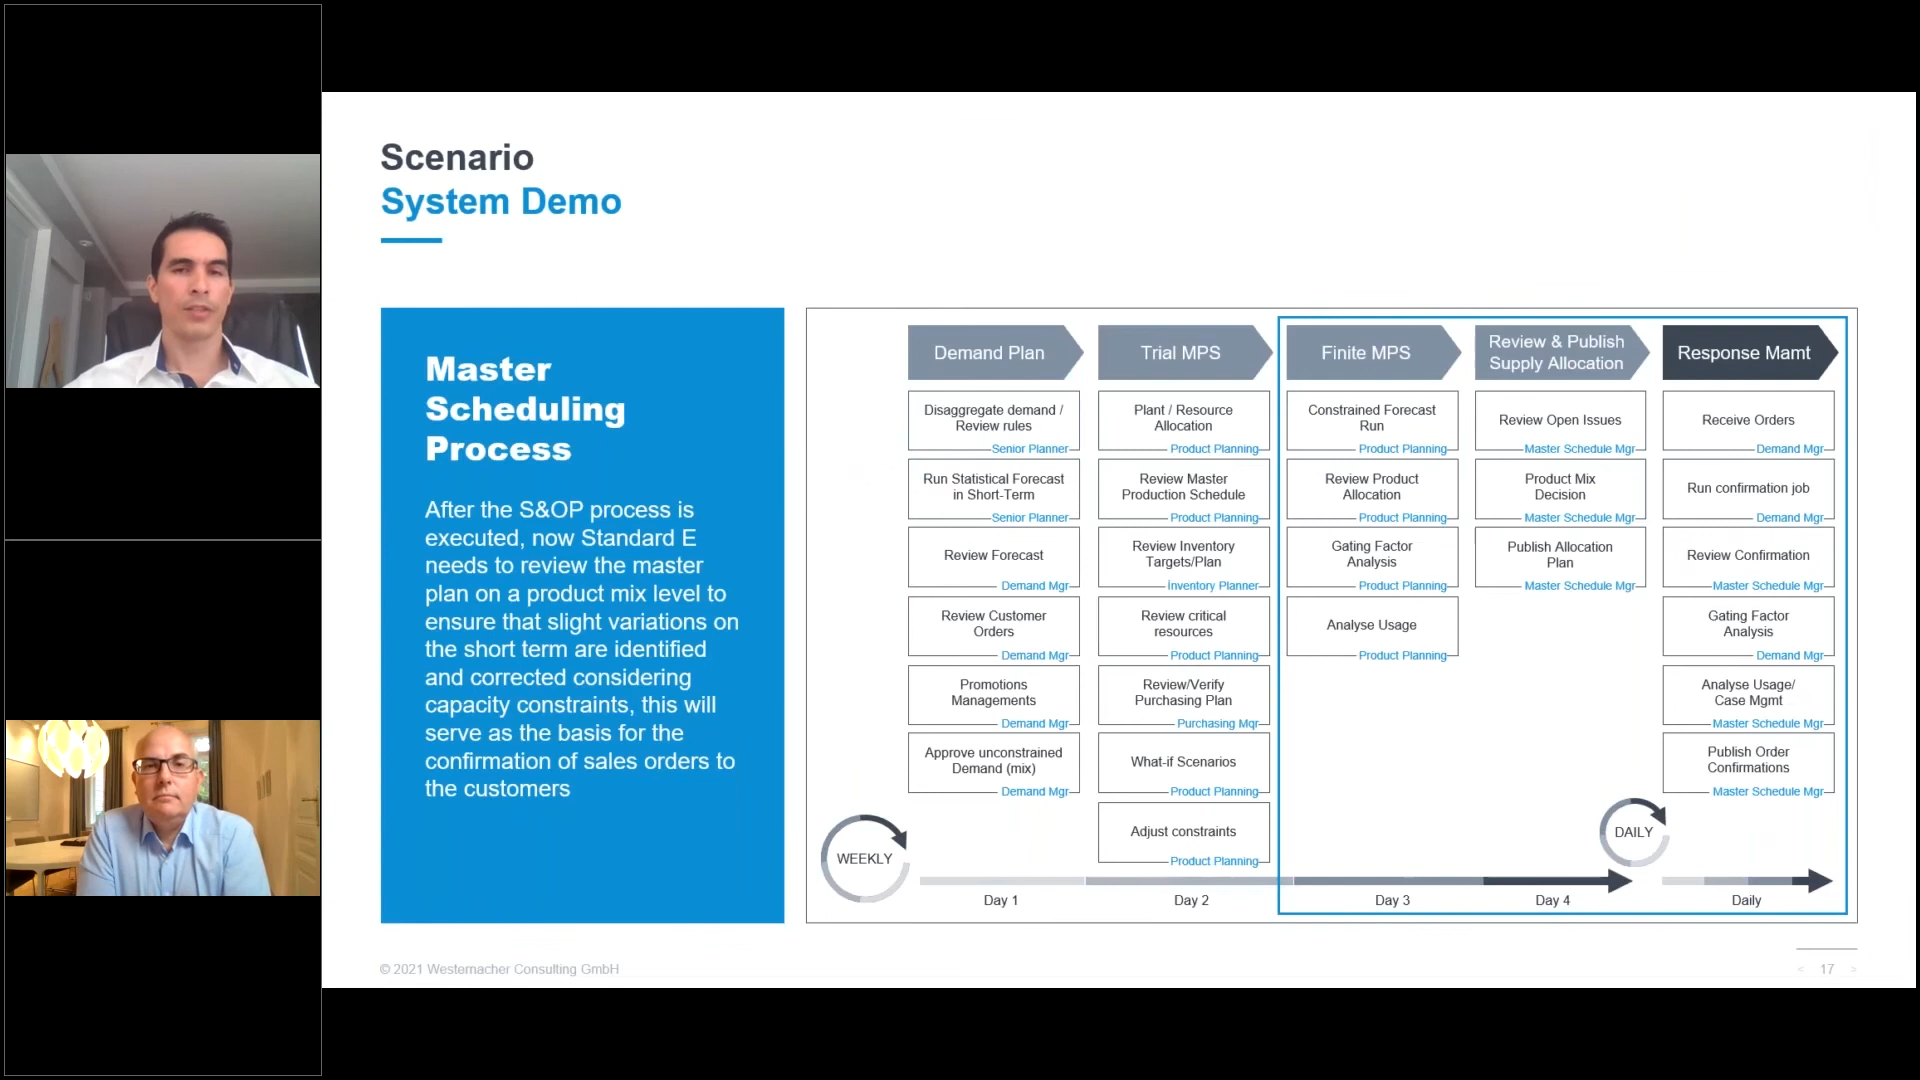 Scenario
System Demo
Master
Scheduling
Process
After the S&OP process is
executed, now Standard E
needs to review the master
plan on a product mix level to
ensure that slight variations on
the short term are identified
and corrected considering
capacity constraints, this will
serve as the basis for the
confirmation of sales orders to
the customers
Demand Plan
Disaggregate demand /
Review rules
Senior Planner
Run Statistical Forecast
in Short-Term
Senior Planner
Review Forecast
Demand Mgr
Review Customer
Orders
Demand Mgr
Promotions
Managements
Demand Mgr
Approve unconstrained
Demand (mix)
Demand Mgr
Trial MPS
Plant / Resource
Allocation
Product Planning
Review Master
Production Schedule
Product Planning
Review Inventory
Targets/Plan
Inventory Planner
Review critical
resources
Product Planning
Review/Verify
Purchasing Plan
Purchasing Mgr
What-if Scenarios
Product Planning
Adjust constraints
Product Planning
Finite MPS
Constrained Forecast
Run
Product Planning
Review Product
Allocation
Product Planning
Gating Factor
Analysis
Product Planning
Analyse Usage
Product Planning
Review & Publish
Supply Allocation
Review Open Issues
Master Schedule Mgr
Product Mix
Decision
Master Schedule Mgr
Publish Allocation
Plan
Master Schedule Mgr
Response Mamt
Receive Orders
Demand Mgr
Run confirmation job
Demand Mgr
Review Confirmation
Master Schedule Mgr
Gating Factor
Analysis
Demand Mgr
Analyse Usage/
Case Mgmt
Master Schedule Mgr
Publish Order
Confirmations
Master Schedule Mgr
WEEKLY
DAILY
Day 1
Day 2
Day 3
Day 4
Daily
© 2021 Westernacher Consulting GmbH
< 17 >